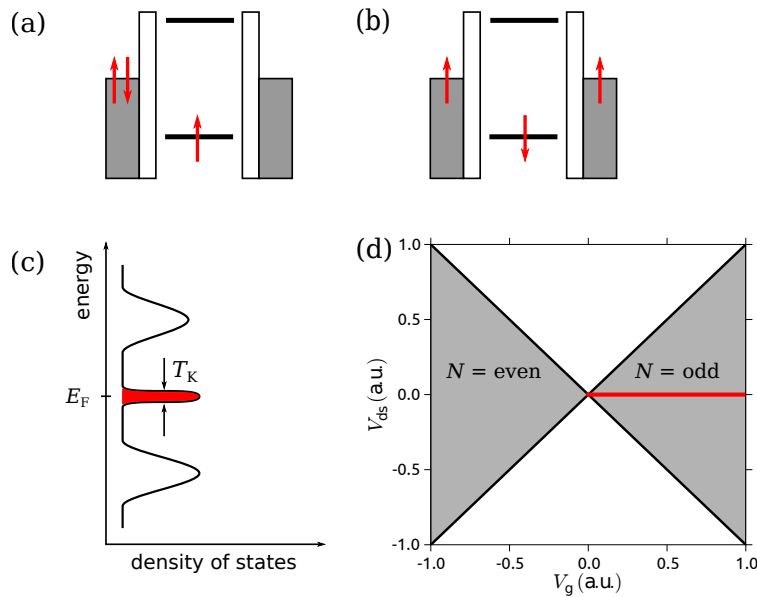 (a)
(b)
(c)
energy
T_K
E_F
density of states
(d)
1.0
0.5
0.0
-0.5
-1.0
V_ds (a.u.)
N = even
N = odd
-1.0
-0.5
0.0
0.5
1.0
V_g (a.u.)